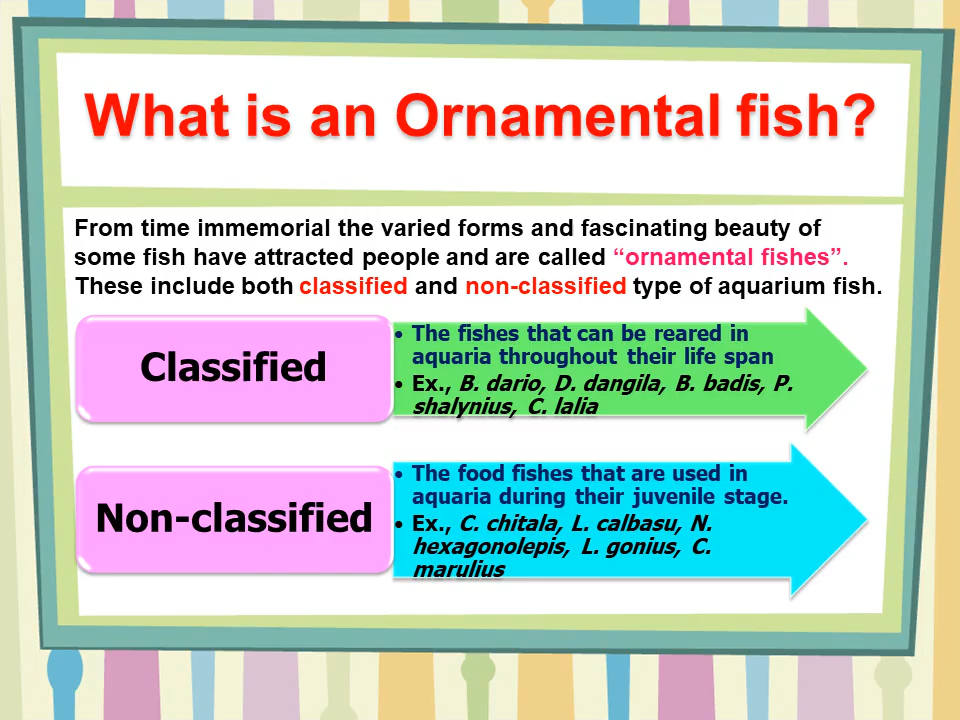 What is an Ornamental fish?
From time immemorial the varied forms and fascinating beauty of
some fish have attracted people and are called “ornamental fishes”.
These include both classified and non-classified type of aquarium fish.
Classified
• The fishes that can be reared in
aquaria throughout their life span
• Ex., B. dario, D. dangila, B. badis, P.
shalynius, C. lalia
Non-classified
• The food fishes that are used in
aquaria during their juvenile stage.
• Ex., C. chitala, L. calbasu, N.
hexagonolepis, L. gonius, C.
marulius